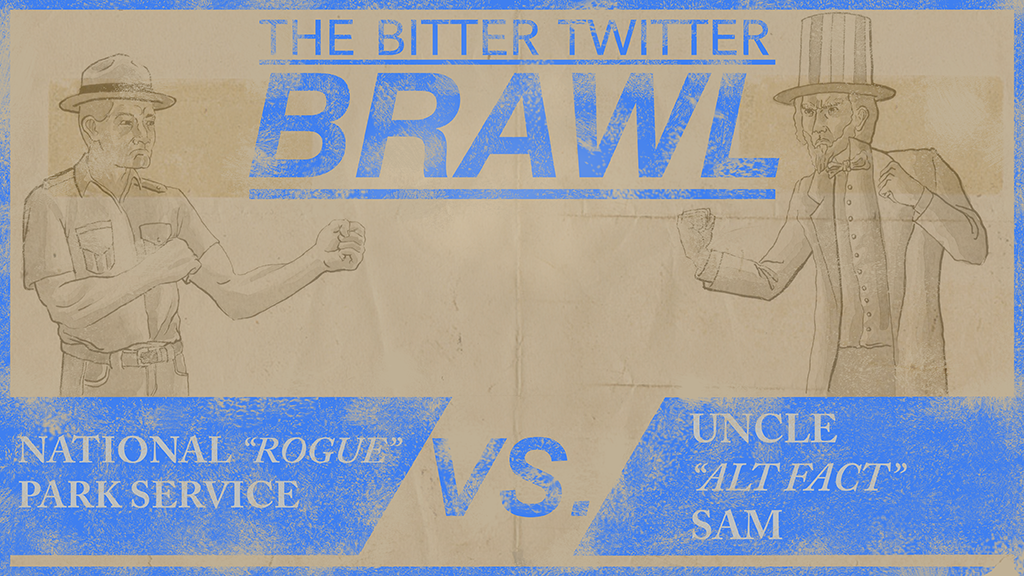 THE BITTER TWITTER
BRAWL
NATIONAL “ROGUE”
PARK SERVICE
VS.
UNCLE
“ALT FACT”
SAM